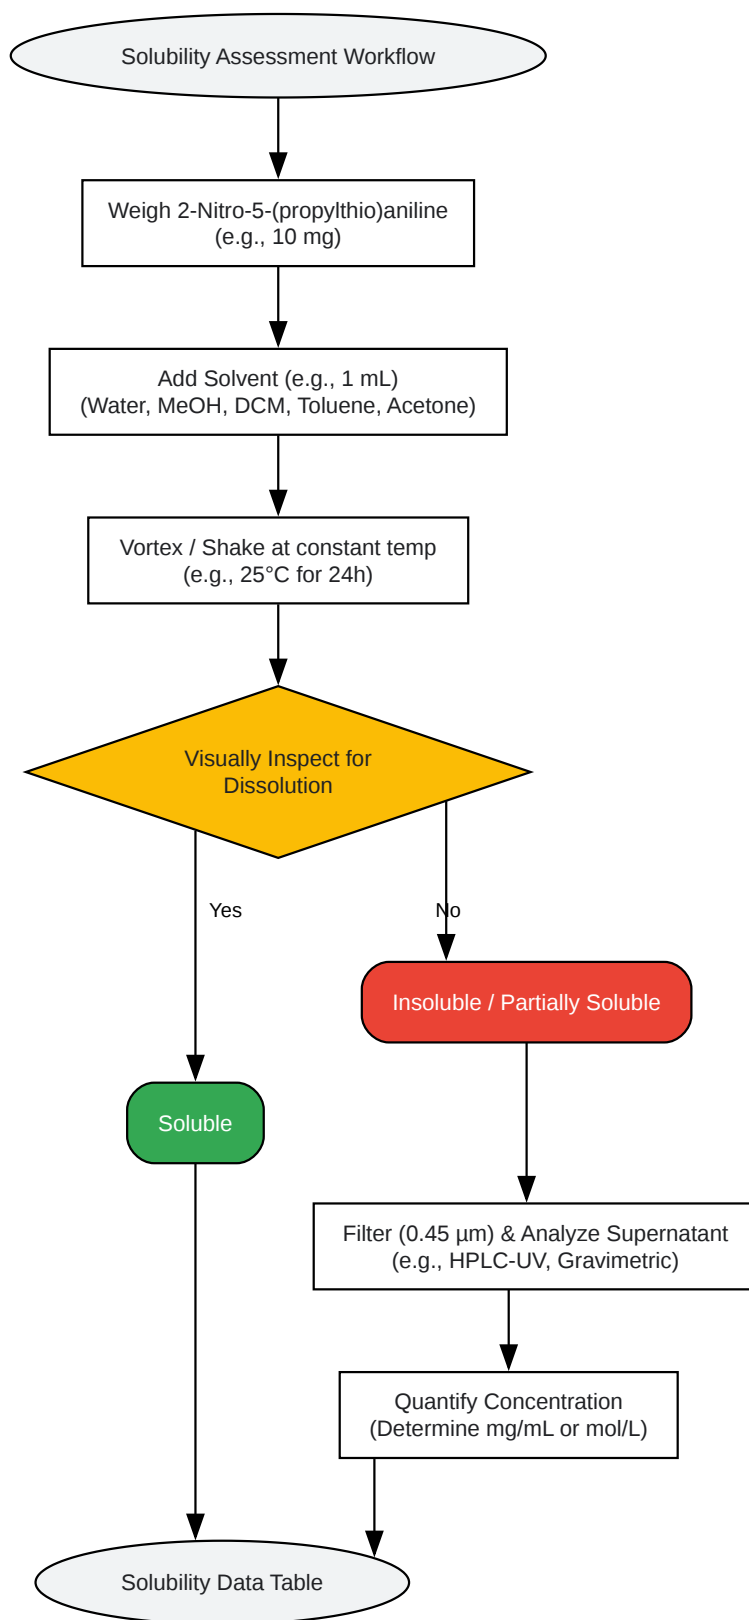 Solubility Assessment Workflow
Weigh 2-Nitro-5-(propylthio)aniline
(e.g., 10 mg)
Add Solvent (e.g., 1 mL)
(Water, MeOH, DCM, Toluene, Acetone)
Vortex / Shake at constant temp
(e.g., 25°C for 24h)
Visually Inspect for
Dissolution
Yes
No
Insoluble / Partially Soluble
Soluble
Filter (0.45 µm) & Analyze Supernatant
(e.g., HPLC-UV, Gravimetric)
Quantify Concentration
(Determine mg/mL or mol/L)
Solubility Data Table